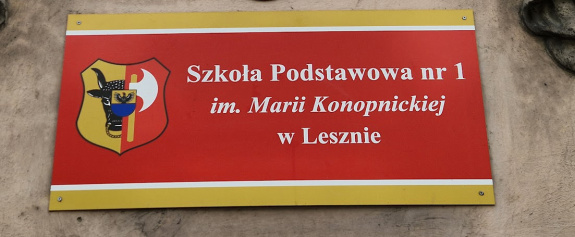 Szkoła Podstawowa nr 1
im. Marii Konopnickiej
w Lesznie